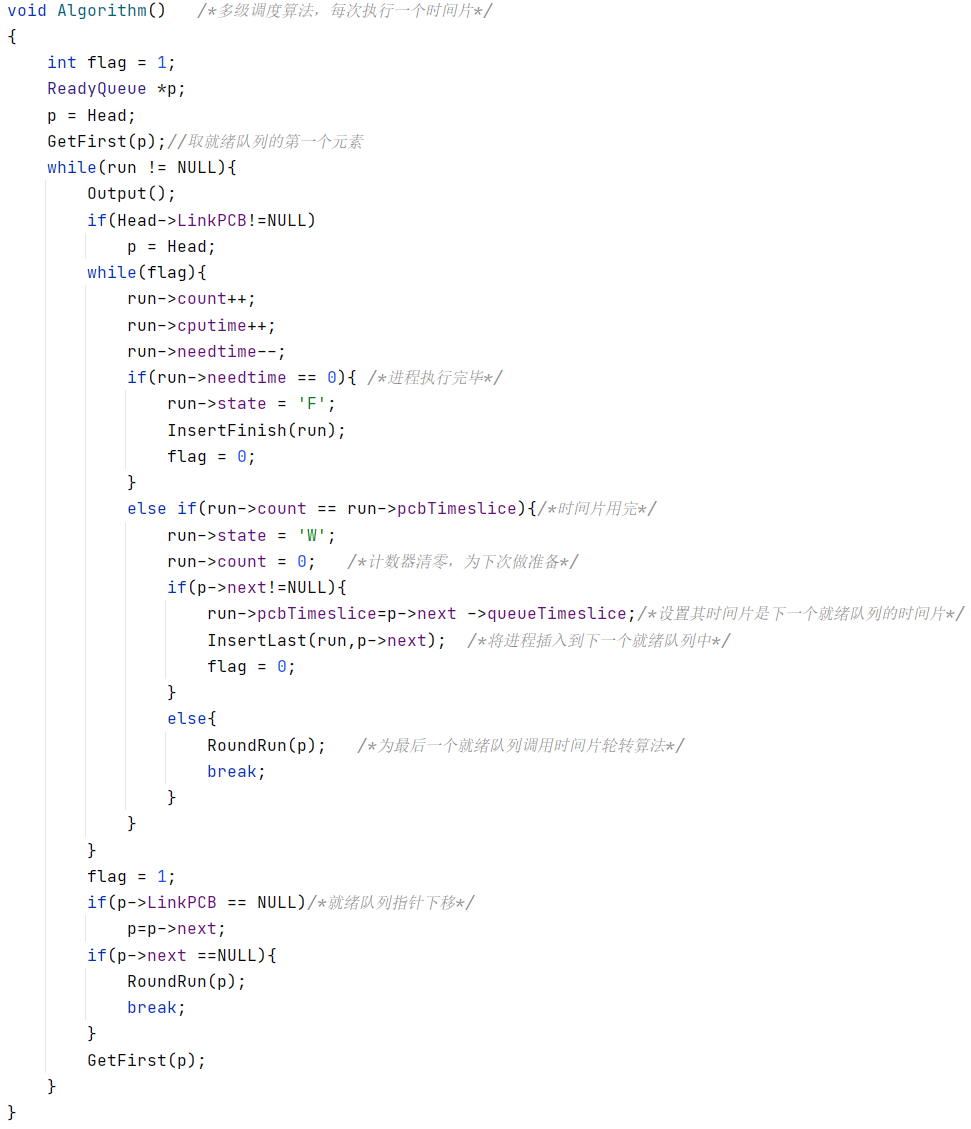 void Algorithm()   /*多级调度算法，每次执行一个时间片*/
{
    int flag = 1;
    ReadyQueue *p;
    p = Head;
    GetFirst(p);//取就绪队列的第一个元素
    while(run != NULL){
        Output();
        if(Head->LinkPCB!=NULL)
            p = Head;
        while(flag){
            run->count++;
            run->cputime++;
            run->needtime--;
            if(run->needtime == 0){ /*进程执行完毕*/
                run->state = 'F';
                InsertFinish(run);
                flag = 0;
            }
            else if(run->count == run->pcbTimeslice){/*时间片用完*/
                run->state = 'W';
                run->count = 0;   /*计数器清零，为下次做准备*/
                if(p->next!=NULL){
                    run->pcbTimeslice=p->next ->queueTimeslice;/*设置其时间片是下一个就绪队列的时间片*/
                    InsertLast(run,p->next);  /*将进程插入到下一个就绪队列中*/
                    flag = 0;
                }
                else{
                    RoundRun(p);   /*为最后一个就绪队列调用时间片轮转算法*/
                    break;
                }
            }
        }
        flag = 1;
        if(p->LinkPCB == NULL)/*就绪队列指针下移*/
            p=p->next;
        if(p->next ==NULL){
            RoundRun(p);
            break;
        }
        GetFirst(p);
    }
}